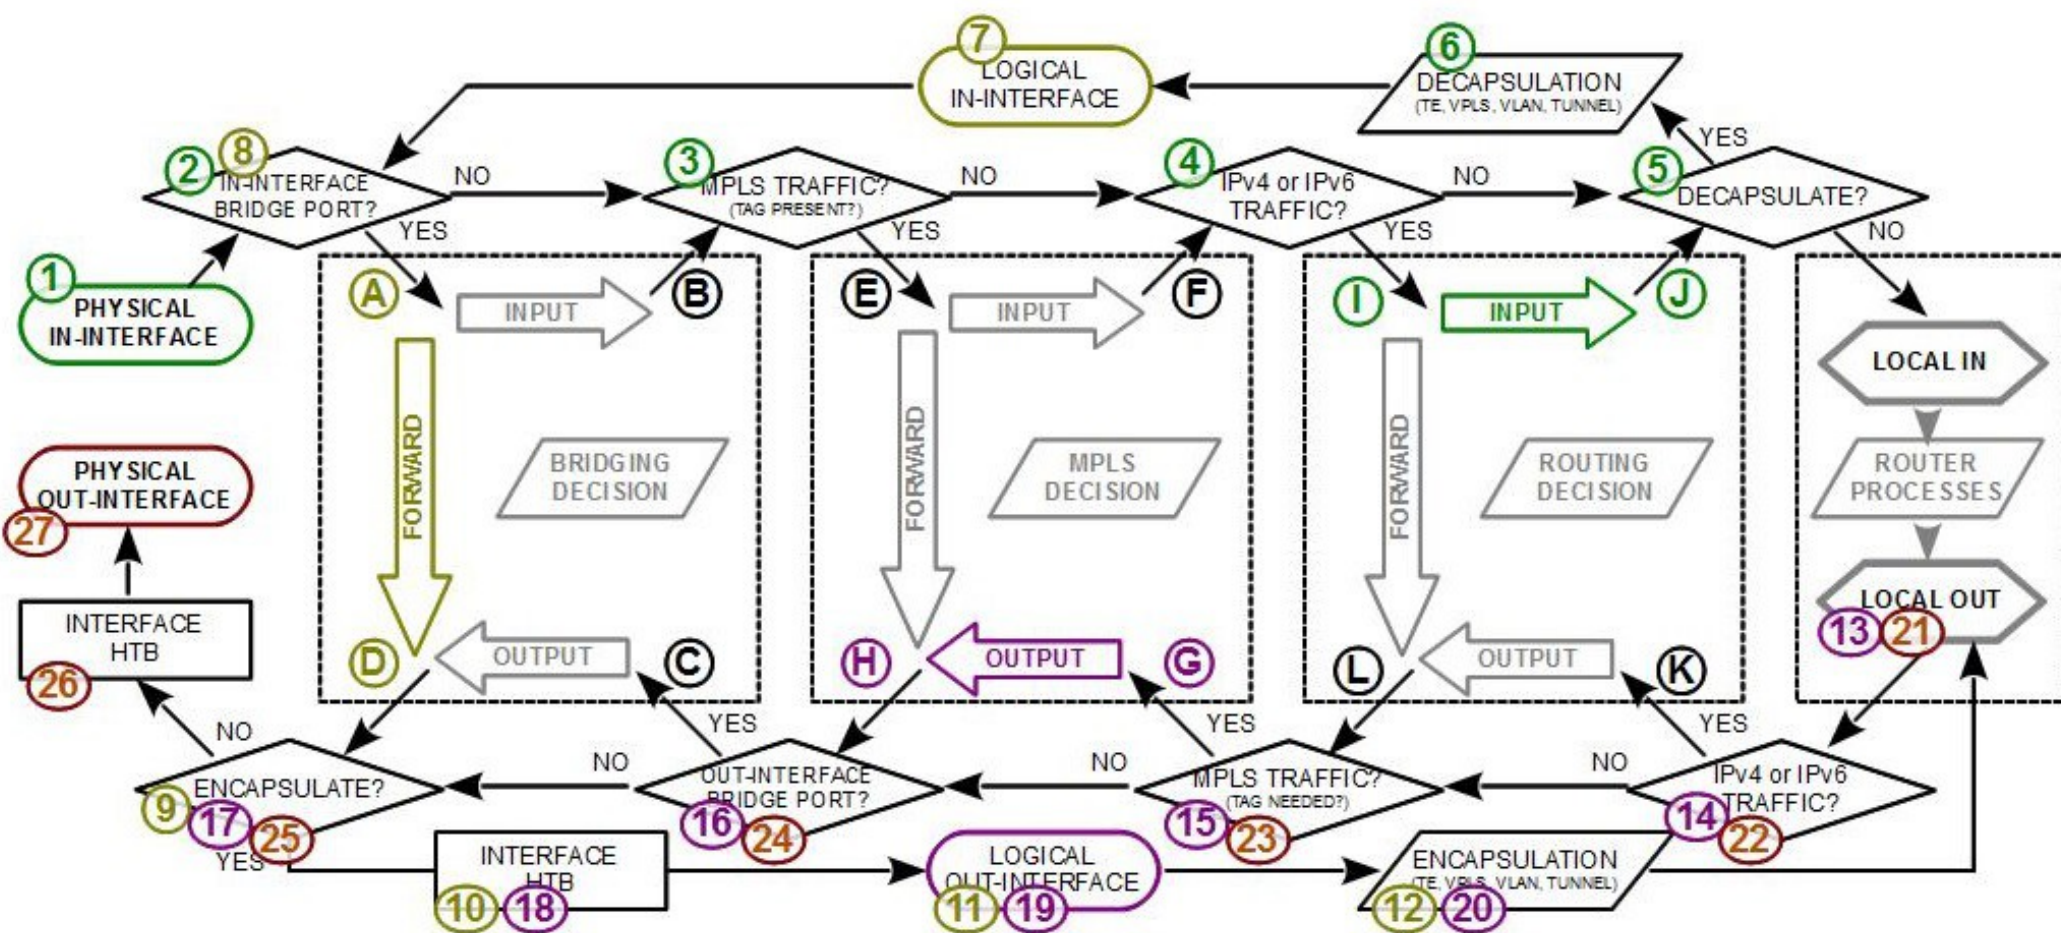 7
LOGICAL
IN-INTERFACE
6
DECAPSULATION
(TE, VPLS, VLAN, TUNNEL)
YES
2
8
IN-INTERFACE
BRIDGE PORT?
NO
YES
3
MPLS TRAFFIC?
(TAG PRESENT?)
NO
YES
4
IPv4 or IPv6
TRAFFIC?
NO
YES
5
DECAPSULATE?
NO
1
PHYSICAL
IN-INTERFACE
A
INPUT
B
E
INPUT
F
I
INPUT
J
LOCAL IN
PHYSICAL
OUT-INTERFACE
27
FORWARD
BRIDGING
DECISION
FORWARD
MPLS
DECISION
FORWARD
ROUTING
DECISION
ROUTER
PROCESSES
INTERFACE
HTB
26
D
OUTPUT
C
H
OUTPUT
G
L
OUTPUT
K
LOCAL OUT
13
21
NO
ENCAPSULATE?
9
17
25
YES
NO
YES
OUT-INTERFACE
BRIDGE PORT?
16
24
NO
YES
MPLS TRAFFIC?
(TAG NEEDED?)
15
23
NO
YES
IPv4 or IPv6
TRAFFIC?
14
22
INTERFACE
HTB
10
18
LOGICAL
OUT-INTERFACE
11
19
ENCAPSULATION
(TE, VPLS, VLAN, TUNNEL)
12
20